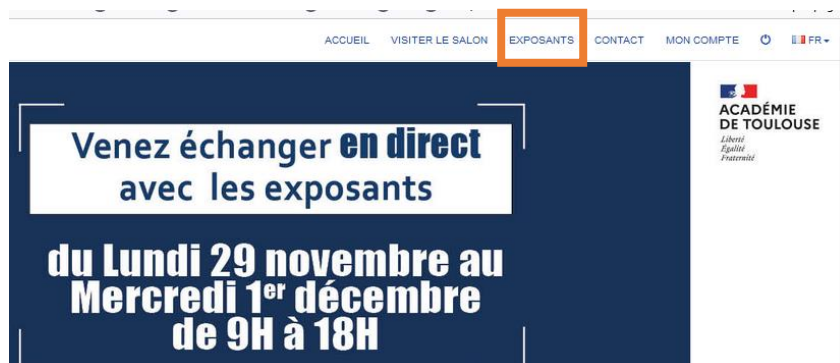 ACCUEIL VISITER LE SALON EXPOSANTS CONTACT MON COMPTE FR
ACADÉMIE
DE TOULOUSE
Liberté
Égalité
Fraternité
Venez échanger en direct
avec les exposants
du Lundi 29 novembre au
Mercredi 1er décembre
de 9H à 18H